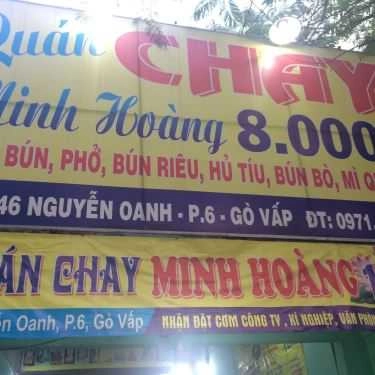 Quán CHAY
Minh Hoàng 8.000
BÚN, PHỞ, BÚN RIÊU, HỦ TÍU, BÚN BÒ, MÌ Q
46 NGUYỄN OANH - P.6 - GÒ VẤP ĐT: 0971.
ÁN CHAY MINH HOÀNG 1
ễn Oanh, P.6, Gò Vấp NHẬN ĐẶT CƠM CÔNG TY, XÍ NGHIỆP, VĂN PHÒN